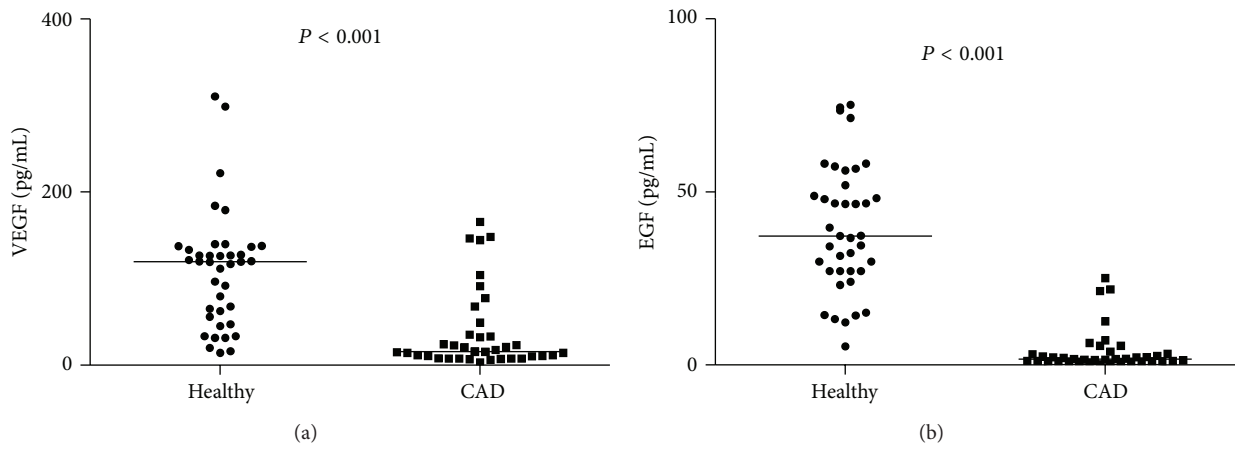 400
P < 0.001
VEGF (pg/mL)
200
0
Healthy
CAD
(a)
100
P < 0.001
EGF (pg/mL)
50
0
Healthy
CAD
(b)